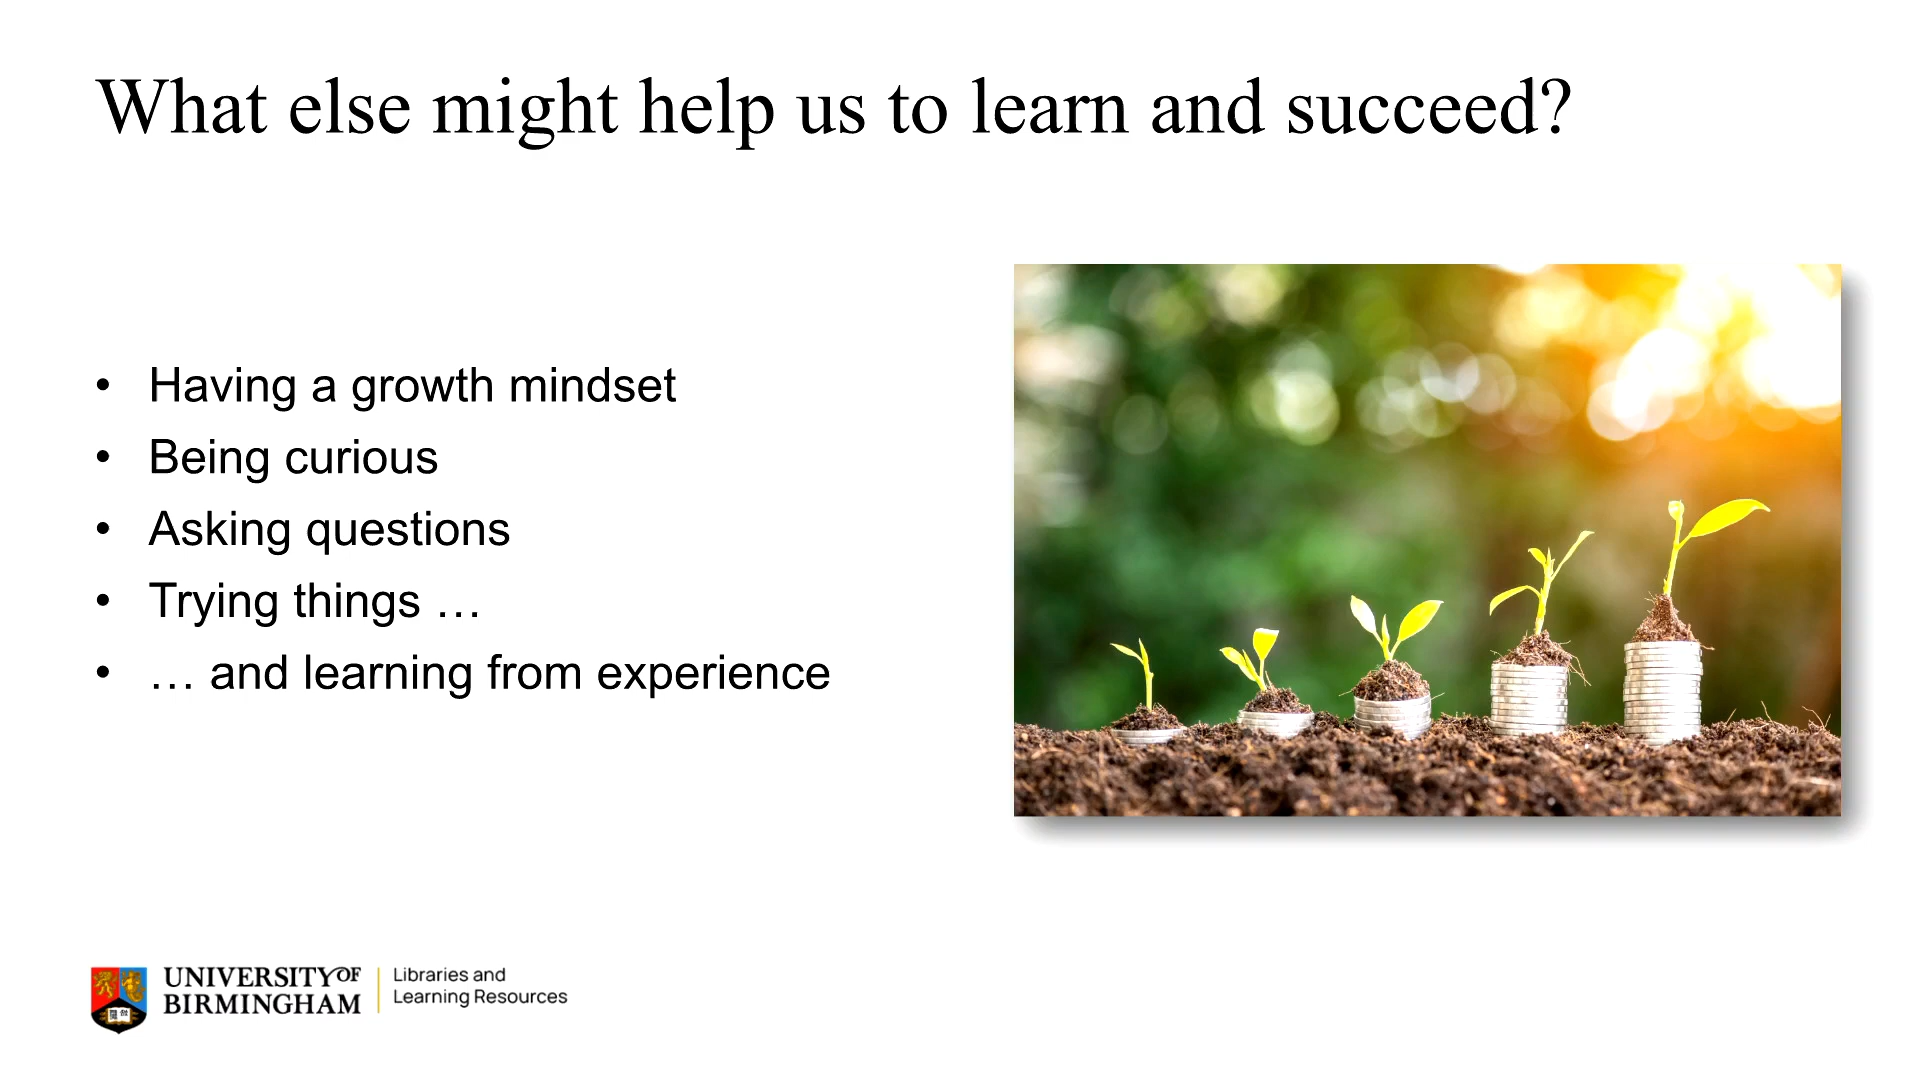 What else might help us to learn and succeed?
• Having a growth mindset
• Being curious
• Asking questions
• Trying things …
• … and learning from experience
UNIVERSITY OF
BIRMINGHAM
Libraries and
Learning Resources